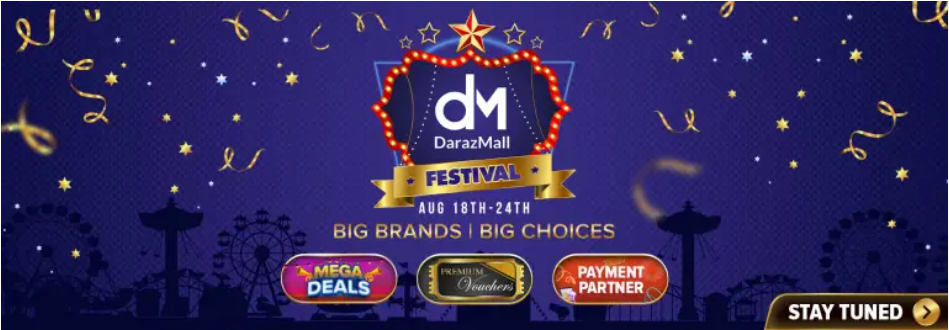 dM
DarazMall
FESTIVAL
AUG 18TH-24TH
BIG BRANDS | BIG CHOICES
MEGA
DEALS
PREMIUM
Vouchers
PAYMENT
PARTNER
STAY TUNED